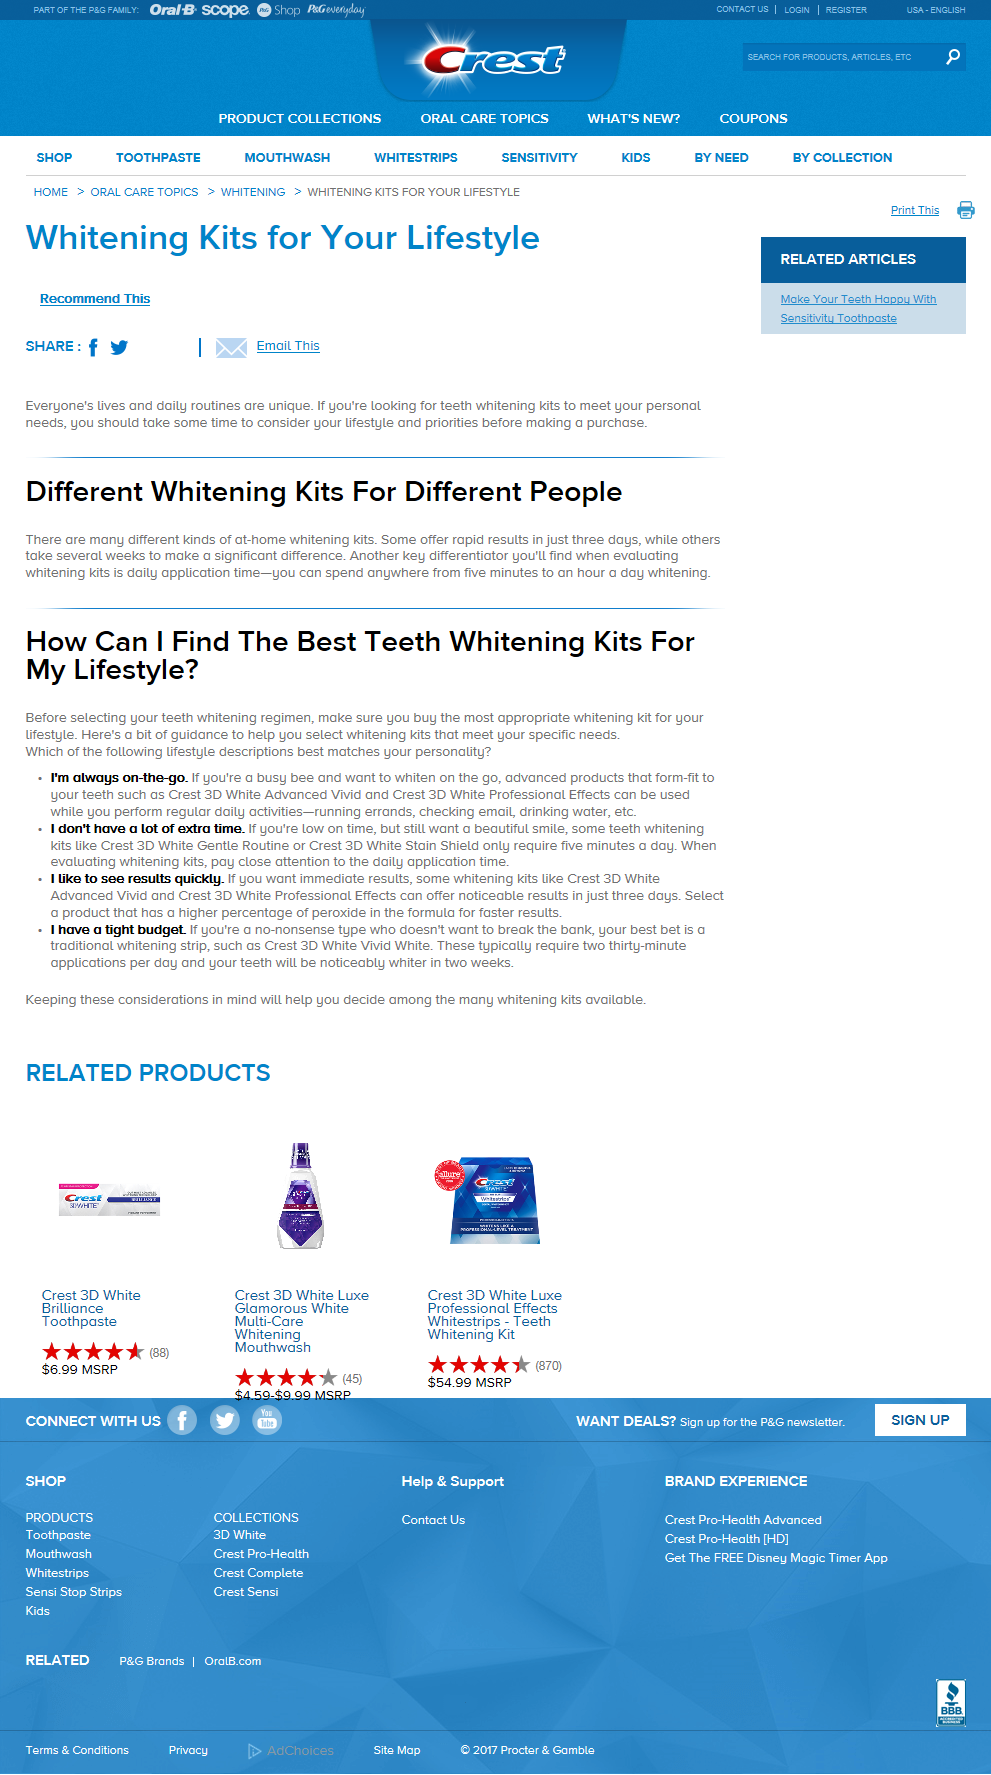 PART OF THE P&G FAMILY: Oral-B scope P&G Shop P&G everyday
CONTACT US | LOGIN | REGISTER USA - ENGLISH
Crest
SEARCH FOR PRODUCTS, ARTICLES, ETC
PRODUCT COLLECTIONS ORAL CARE TOPICS WHAT'S NEW? COUPONS
SHOP TOOTHPASTE MOUTHWASH WHITESTRIPS SENSITIVITY KIDS BY NEED BY COLLECTION
HOME > ORAL CARE TOPICS > WHITENING > WHITENING KITS FOR YOUR LIFESTYLE
Print This
Whitening Kits for Your Lifestyle
RELATED ARTICLES
Make Your Teeth Happy With
Sensitivity Toothpaste
Recommend This
SHARE : | Email This
Everyone's lives and daily routines are unique. If you're looking for teeth whitening kits to meet your personal
needs, you should take some time to consider your lifestyle and priorities before making a purchase.
Different Whitening Kits For Different People
There are many different kinds of at-home whitening kits. Some offer rapid results in just three days, while others
take several weeks to make a significant difference. Another key differentiator you'll find when evaluating
whitening kits is daily application time—you can spend anywhere from five minutes to an hour a day whitening.
How Can I Find The Best Teeth Whitening Kits For
My Lifestyle?
Before selecting your teeth whitening regimen, make sure you buy the most appropriate whitening kit for your
lifestyle. Here's a bit of guidance to help you select whitening kits that meet your specific needs.
Which of the following lifestyle descriptions best matches your personality?
• I'm always on-the-go. If you're a busy bee and want to whiten on the go, advanced products that form-fit to
your teeth such as Crest 3D White Advanced Vivid and Crest 3D White Professional Effects can be used
while you perform regular daily activities—running errands, checking email, drinking water, etc.
• I don't have a lot of extra time. If you're low on time, but still want a beautiful smile, some teeth whitening
kits like Crest 3D White Gentle Routine or Crest 3D White Stain Shield only require five minutes a day. When
evaluating whitening kits, pay close attention to the daily application time.
• I like to see results quickly. If you want immediate results, some whitening kits like Crest 3D White
Advanced Vivid and Crest 3D White Professional Effects can offer noticeable results in just three days. Select
a product that has a higher percentage of peroxide in the formula for faster results.
• I have a tight budget. If you're a no-nonsense type who doesn't want to break the bank, your best bet is a
traditional whitening strip, such as Crest 3D White Vivid White. These typically require two thirty-minute
applications per day and your teeth will be noticeably whiter in two weeks.
Keeping these considerations in mind will help you decide among the many whitening kits available.
RELATED PRODUCTS
Crest
3D WHITE
BRILLIANCE
allure
Crest
3D WHITE
Whitestrips
Crest 3D White
Brilliance
Toothpaste
(88)
$6.99 MSRP
Crest 3D White Luxe
Glamorous White
Multi-Care
Whitening
Mouthwash
(45)
$4.59-$9.99 MSRP
Crest 3D White Luxe
Professional Effects
Whitestrips - Teeth
Whitening Kit
(870)
$54.99 MSRP
CONNECT WITH US You Tube
WANT DEALS? Sign up for the P&G newsletter. SIGN UP
SHOP
PRODUCTS
Toothpaste
Mouthwash
Whitestrips
Sensi Stop Strips
Kids
COLLECTIONS
3D White
Crest Pro-Health
Crest Complete
Crest Sensi
Help & Support
Contact Us
BRAND EXPERIENCE
Crest Pro-Health Advanced
Crest Pro-Health [HD]
Get The FREE Disney Magic Timer App
RELATED P&G Brands | OralB.com
BBB
ACCREDITED
BUSINESS
Terms & Conditions Privacy AdChoices Site Map © 2017 Procter & Gamble